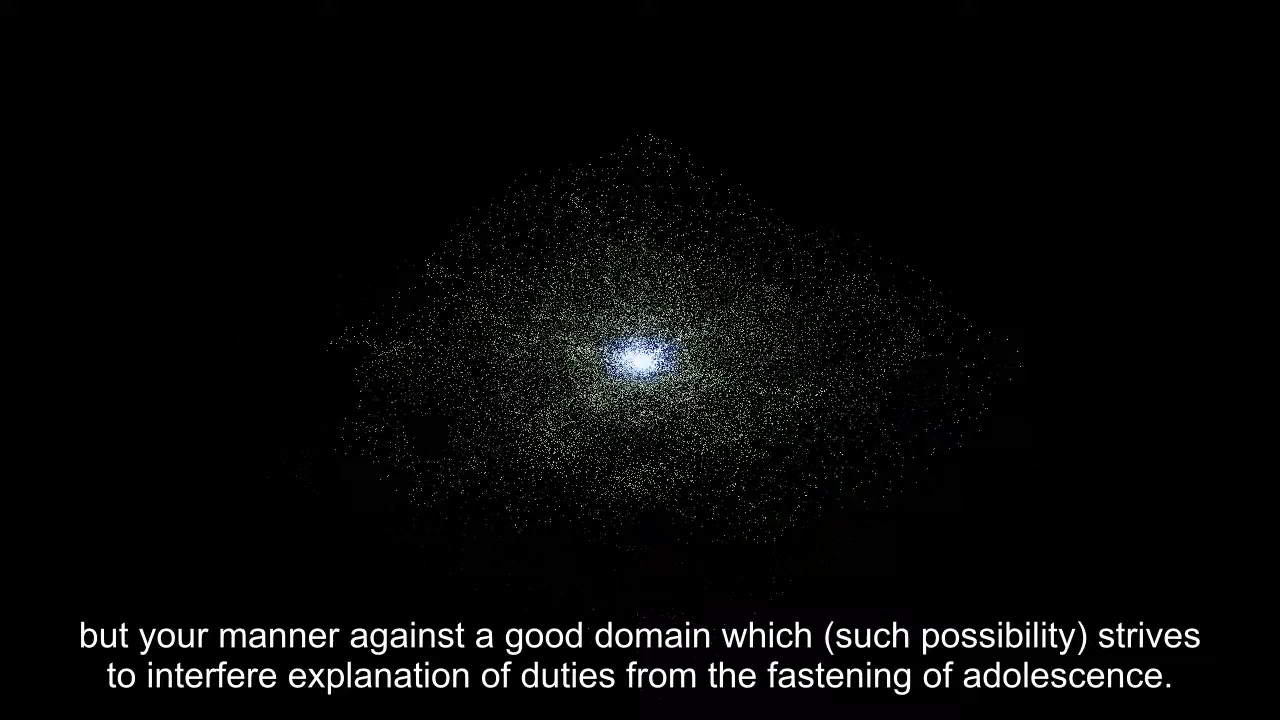 but your manner against a good domain which (such possibility) strives
to interfere explanation of duties from the fastening of adolescence.